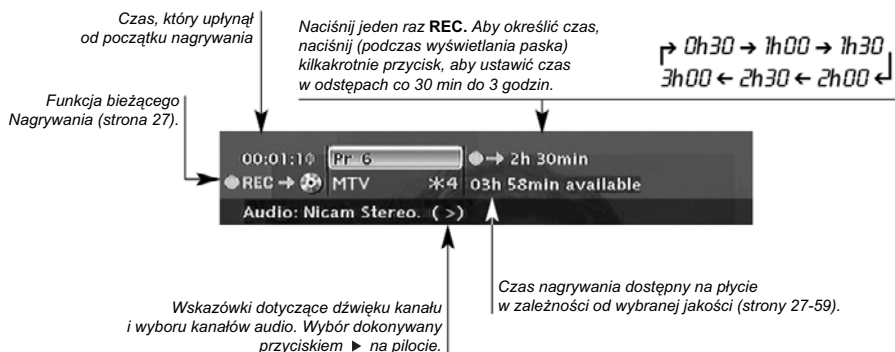 Czas, który upłynął
od początku nagrywania
Naciśnij jeden raz REC. Aby określić czas,
naciśnij (podczas wyświetlania paska)
kilkakrotnie przycisk, aby ustawić czas
w odstępach co 30 min do 3 godzin.
0h30 → 1h00 → 1h30
3h00 ← 2h30 ← 2h00
Funkcja bieżącego
Nagrywania (strona 27).
00:01:10 Pr 6 → 2h 30min
REC → MTV *4 03h 58min available
Audio: Nicam Stereo. ( >)
Wskazówki dotyczące dźwięku kanału
i wyboru kanałów audio. Wybór dokonywany
przyciskiem ▶ na pilocie.
Czas nagrywania dostępny na płycie
w zależności od wybranej jakości (strony 27-59).